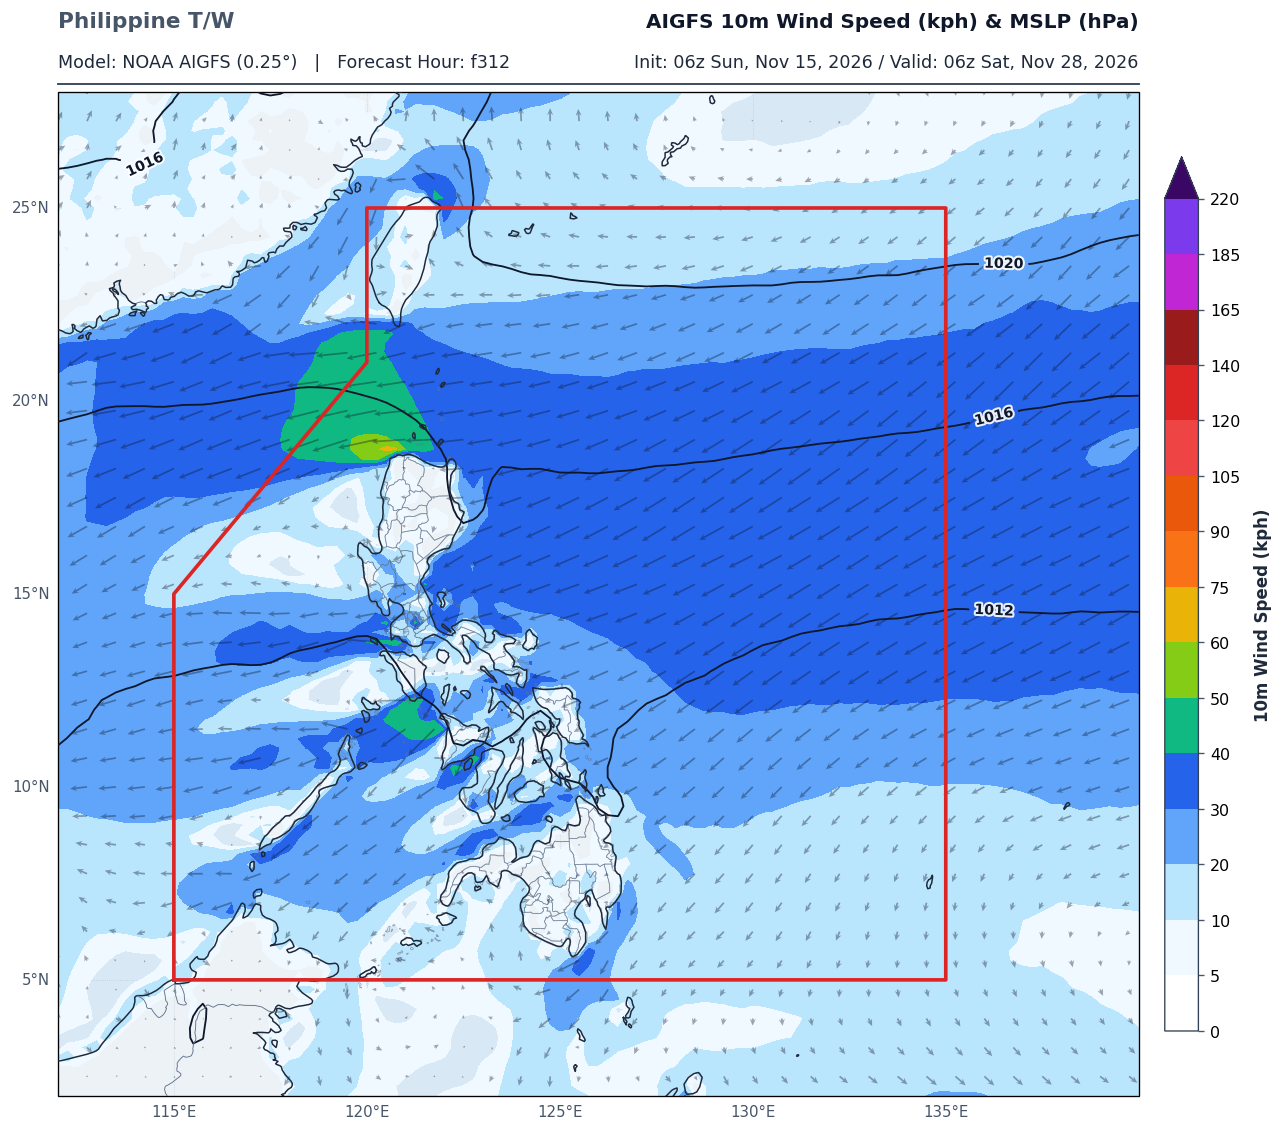 Philippine T/W
AIGFS 10m Wind Speed (kph) & MSLP (hPa)
Model: NOAA AIGFS (0.25°) | Forecast Hour: f312
Init: 06z Sun, Nov 15, 2026 / Valid: 06z Sat, Nov 28, 2026
1016
1020
1016
1012
25°N
20°N
15°N
10°N
5°N
115°E
120°E
125°E
130°E
135°E
220
185
165
140
120
105
90
75
60
50
40
30
20
10
5
0
10m Wind Speed (kph)